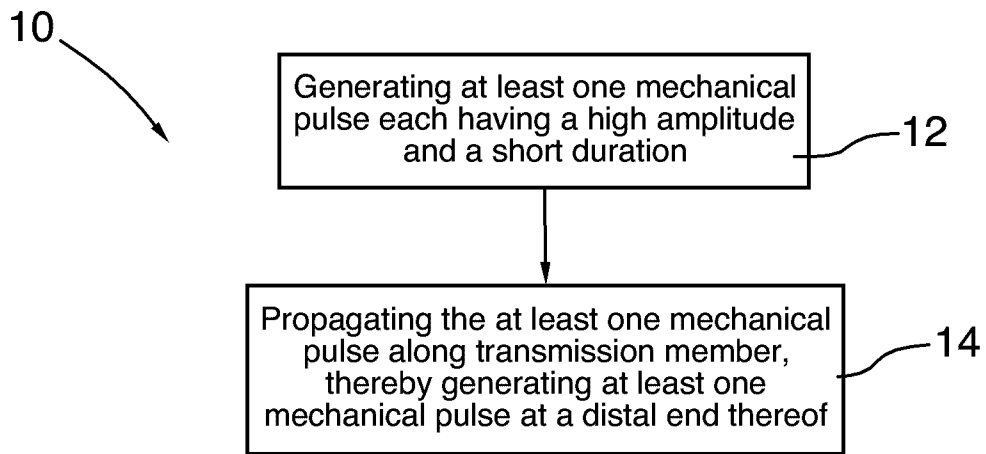 10
Generating at least one mechanical
pulse each having a high amplitude
and a short duration
12
Propagating the at least one mechanical
pulse along transmission member,
thereby generating at least one
mechanical pulse at a distal end thereof
14